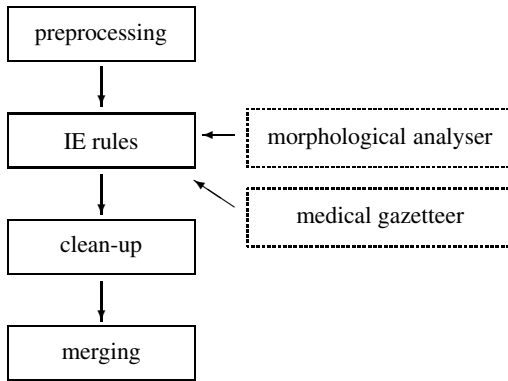 preprocessing
IE rules
morphological analyser
medical gazetteer
clean-up
merging